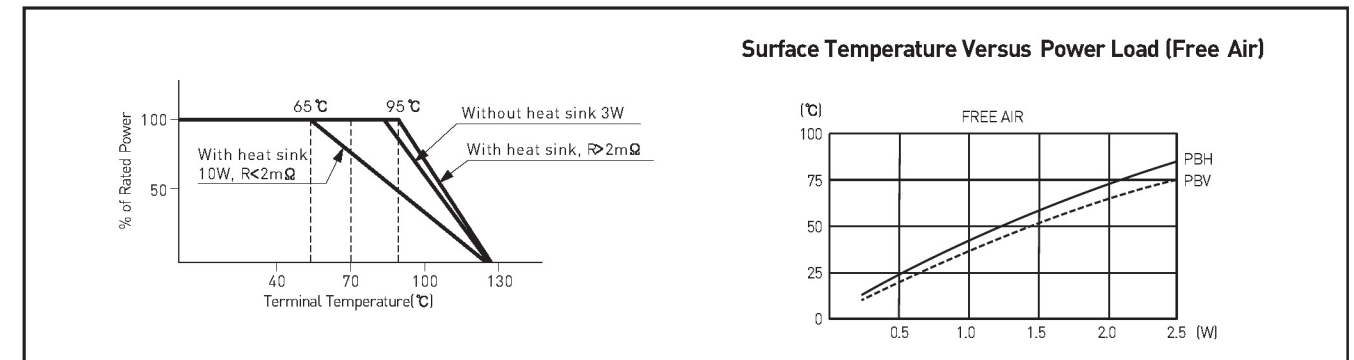 Surface Temperature Versus Power Load (Free Air)
65℃
95℃
Without heat sink 3W
With heat sink, R>2mΩ
With heat sink
10W, R<2mΩ
% of Rated Power
100
50
40
70
100
130
Terminal Temperature(℃)
(℃)
FREE AIR
100
75
50
25
0
PBH
PBV
0.5
1.0
1.5
2.0
2.5 (W)